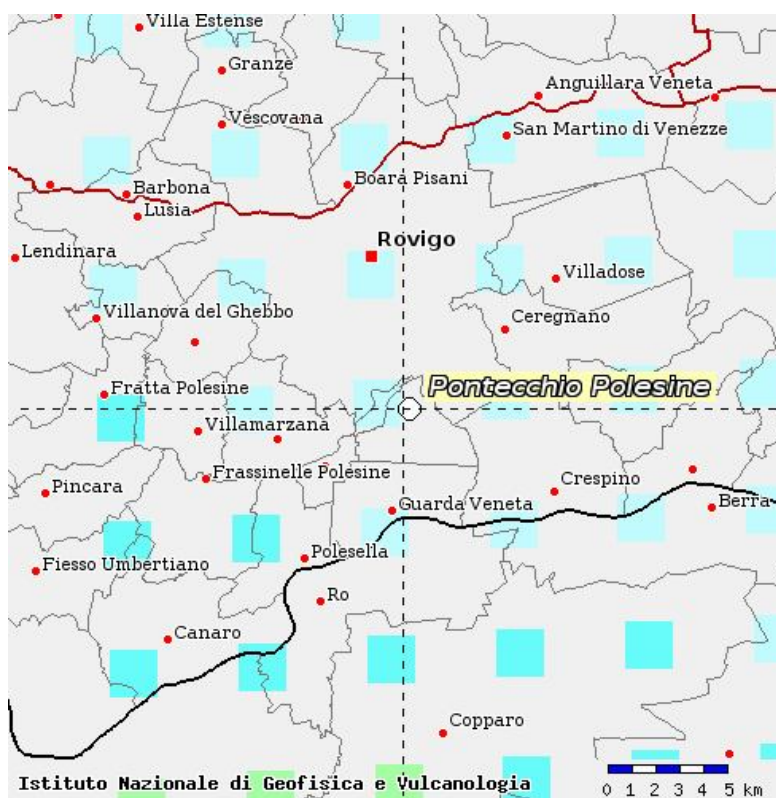 Villa Estense
Granze
Anguillara Veneta
Vescovana
San Martino di Venezze
Boara Pisani
Barbona
Lusia
Rovigo
Lendinara
Villadose
Villanova del Ghebbo
Ceregnano
Fratta Polesine
Pontecchio Polesine
Villamarzana
Frassinelle Polesine
Pincara
Crespino
Guarda Veneta
Berra
Polesella
Fiesso Umbertiano
Ro
Canaro
Copparo
Istituto Nazionale di Geofisica e Vulcanologia
0 1 2 3 4 5 km